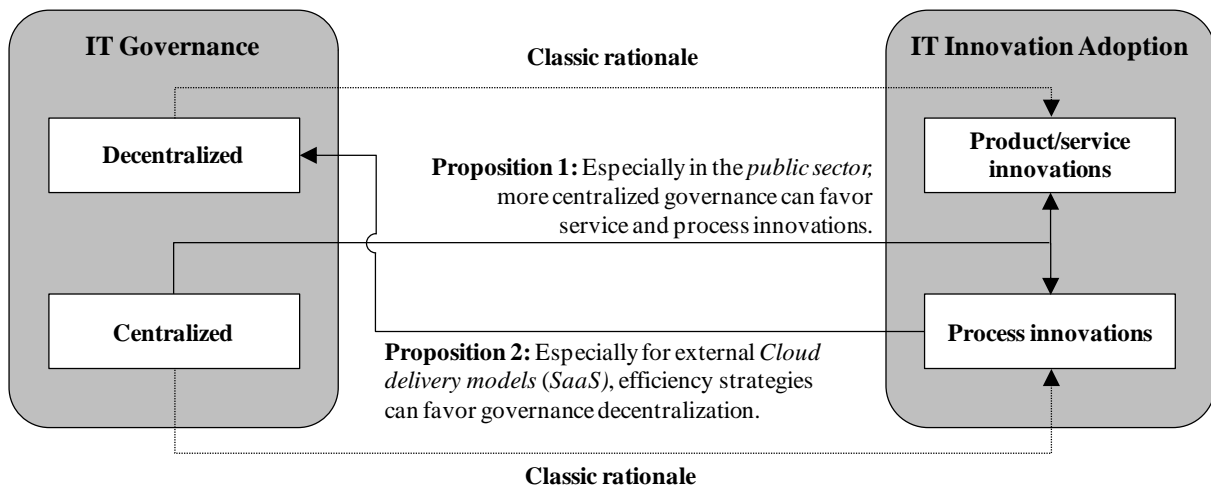 IT Governance
IT Innovation Adoption
Classic rationale
Decentralized
Product/service
innovations
Proposition 1: Especially in the public sector,
more centralized governance can favor
service and process innovations.
Centralized
Process innovations
Proposition 2: Especially for external Cloud
delivery models (SaaS), efficiency strategies
can favor governance decentralization.
Classic rationale